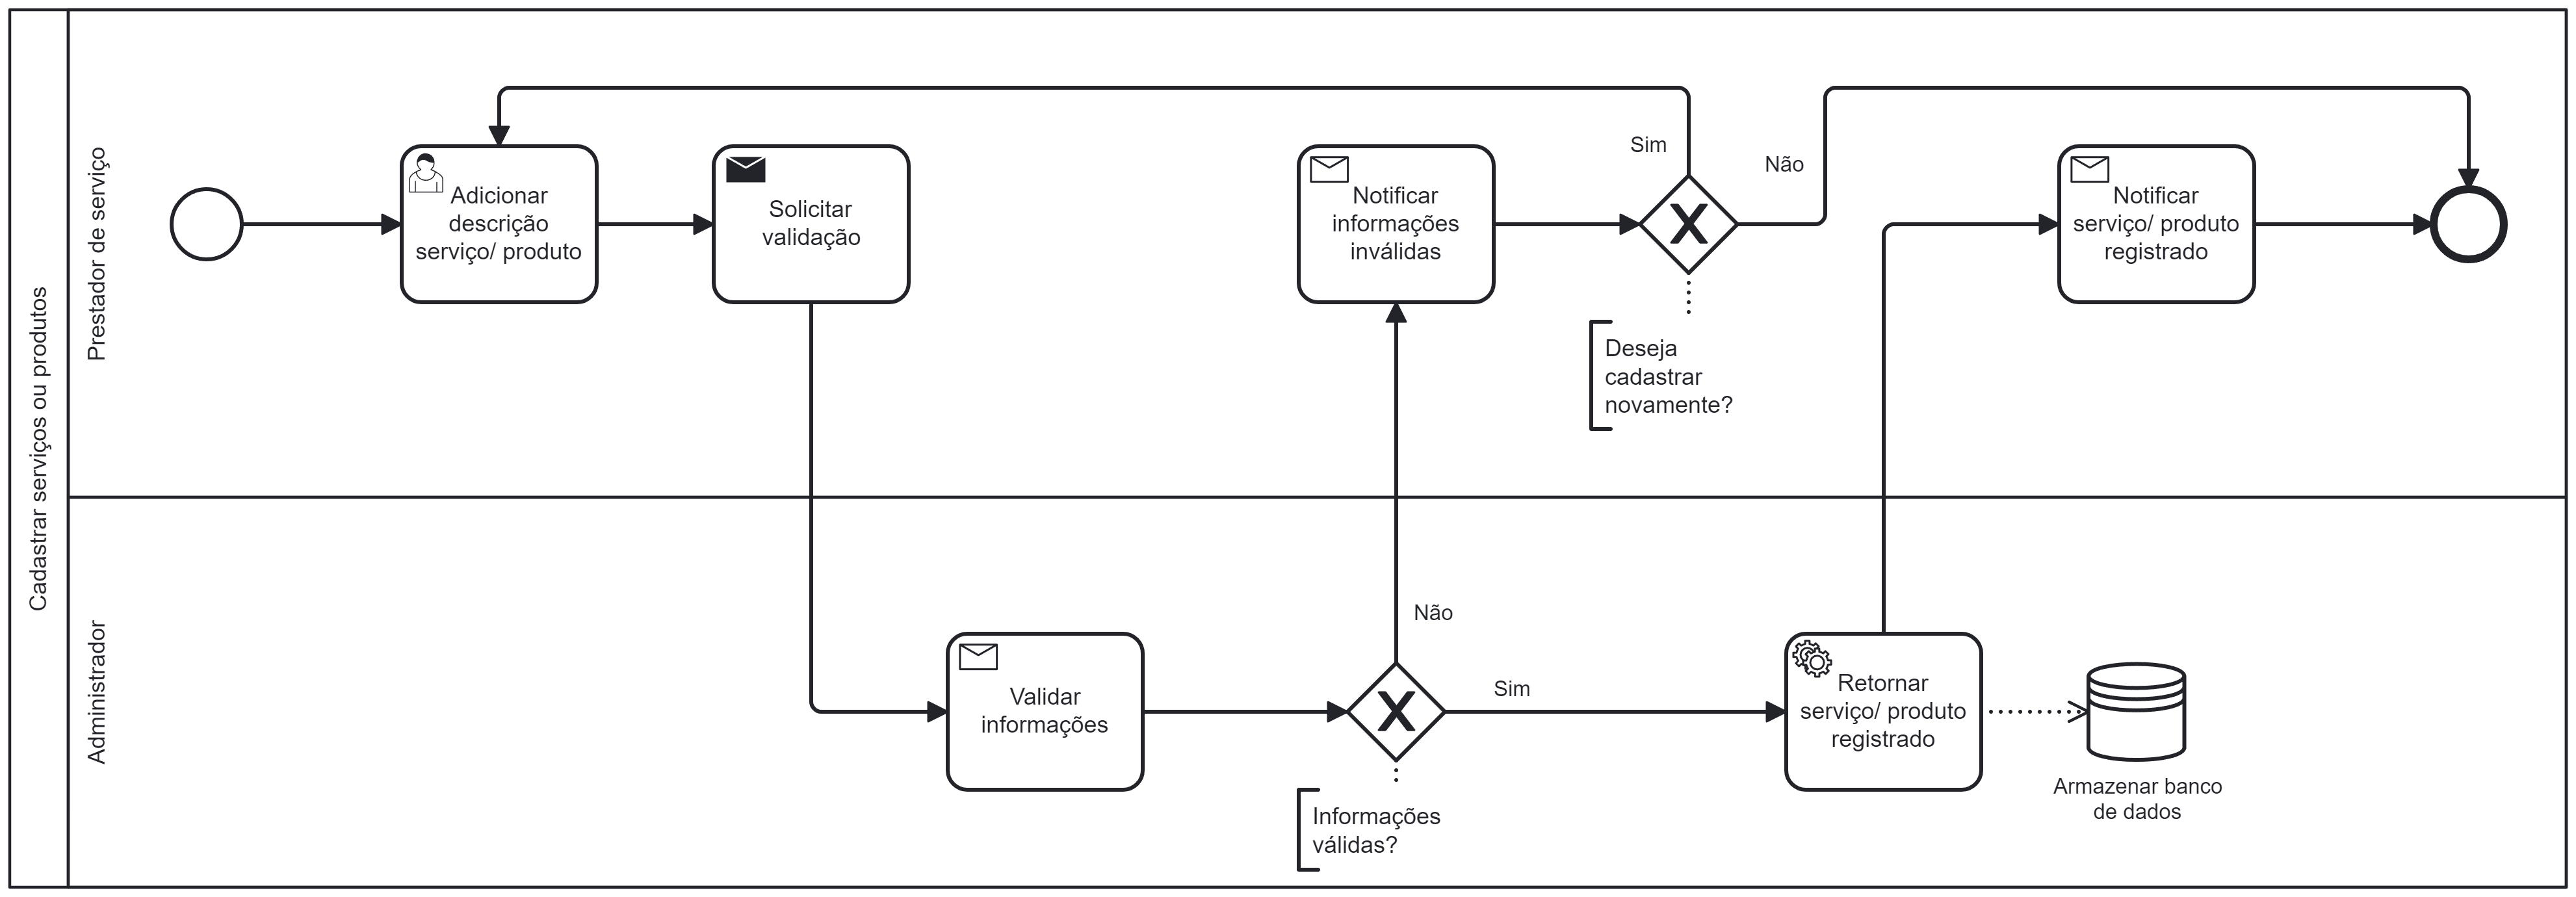 Cadastrar serviços ou produtos
Prestador de serviço
Adicionar
descrição
serviço/ produto
Solicitar
validação
Notificar
informações
inválidas
Sim
Não
Deseja
cadastrar
novamente?
Notificar
serviço/ produto
registrado
Administrador
Validar
informações
Não
Sim
Informações
válidas?
Retornar
serviço/ produto
registrado
Armazenar banco
de dados